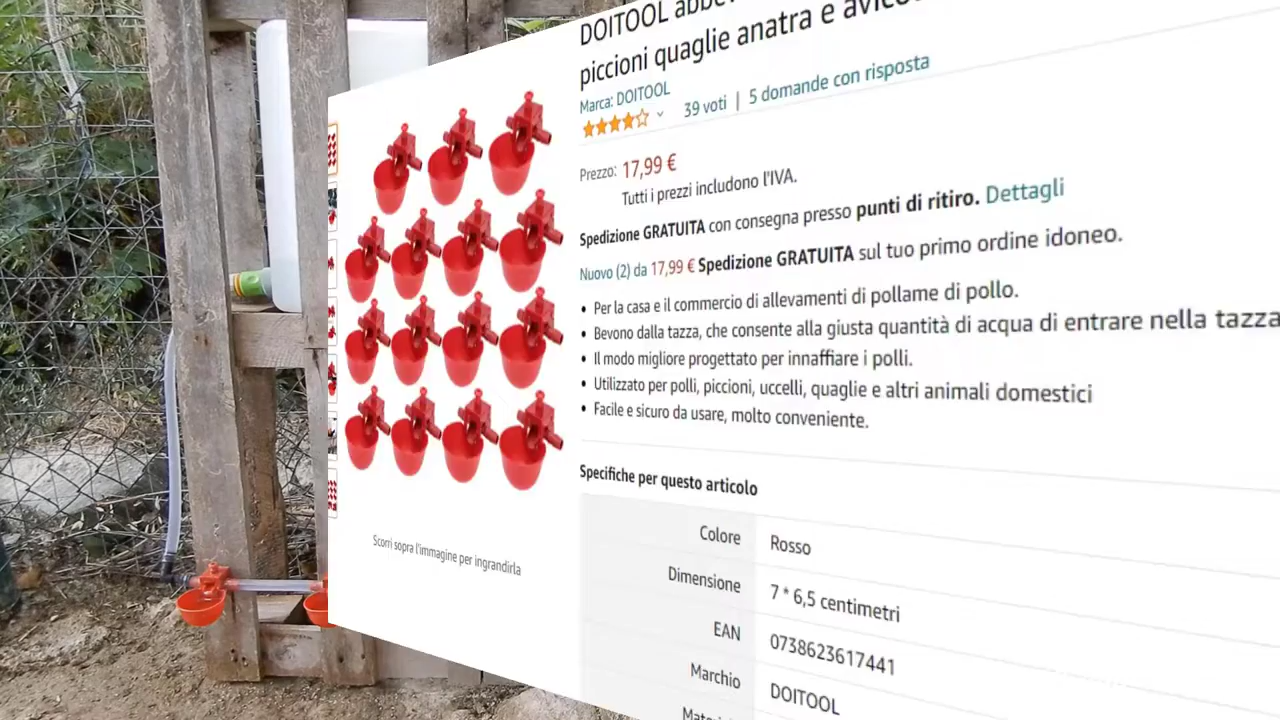 DOITOOL
piccioni quaglie anatra e
Marca: DOITOOL
39 voti | 5 domande con risposta
Prezzo: 17,99 €
Tutti i prezzi includono l'IVA.
Spedizione GRATUITA con consegna presso punti di ritiro. Dettagli
Nuovo (2) da 17,99 € Spedizione GRATUITA sul tuo primo ordine idoneo.
• Per la casa e il commercio di allevamenti di pollame di pollo.
• Bevono dalla tazza, che consente alla giusta quantità di acqua di entrare nella tazza
• Il modo migliore progettato per innaffiare i polli.
• Utilizzato per polli, piccioni, uccelli, quaglie e altri animali domestici
• Facile e sicuro da usare, molto conveniente.
Scorri sopra l'immagine per ingrandirla
Specifiche per questo articolo
Colore Rosso
Dimensione 7 * 6,5 centimetri
EAN 0738623617441
Marchio DOITOOL